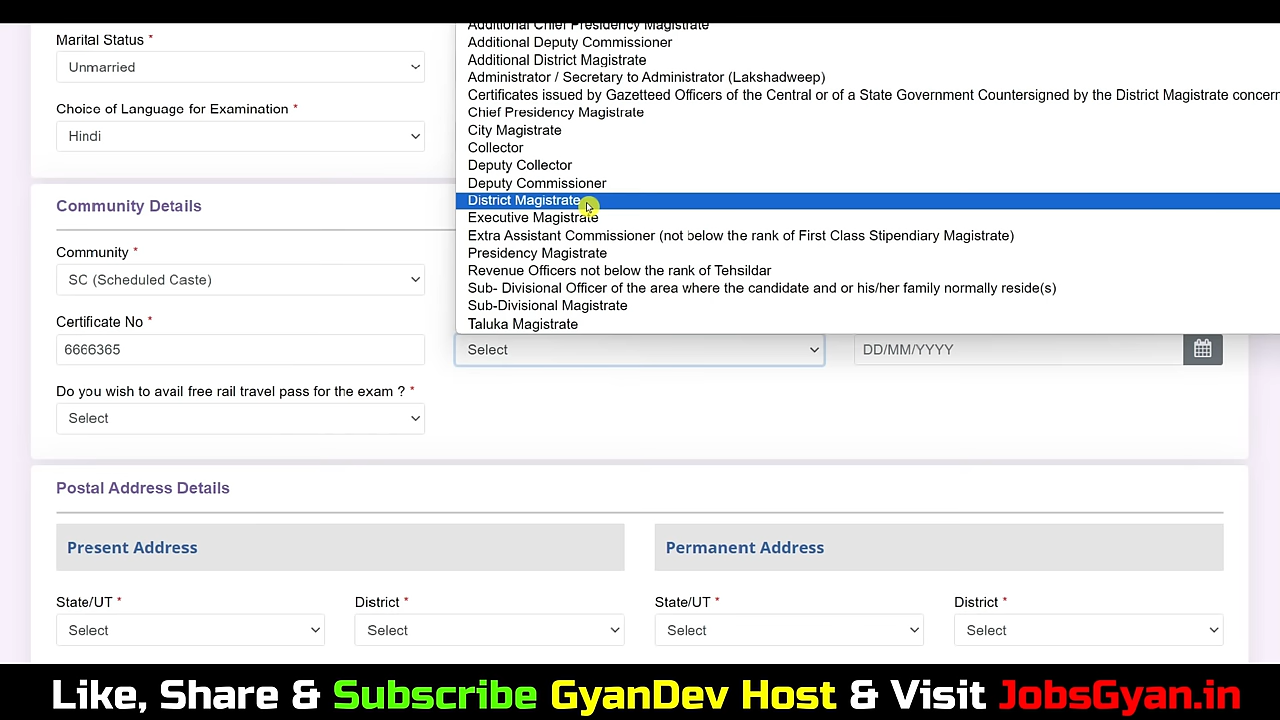 Marital Status *
Unmarried
Choice of Language for Examination *
Hindi
Additional Chief Presidency Magistrate
Additional Deputy Commissioner
Additional District Magistrate
Administrator / Secretary to Administrator (Lakshadweep)
Certificates issued by Gazetteed Officers of the Central or of a State Government Countersigned by the District Magistrate concern
Chief Presidency Magistrate
City Magistrate
Collector
Deputy Collector
Deputy Commissioner
District Magistrate
Executive Magistrate
Extra Assistant Commissioner (not below the rank of First Class Stipendiary Magistrate)
Presidency Magistrate
Revenue Officers not below the rank of Tehsildar
Sub- Divisional Officer of the area where the candidate and or his/her family normally reside(s)
Sub-Divisional Magistrate
Taluka Magistrate
Community Details
Community *
SC (Scheduled Caste)
Certificate No *
6666365
Select
DD/MM/YYYY
Do you wish to avail free rail travel pass for the exam ? *
Select
Postal Address Details
Present Address
Permanent Address
State/UT *
District *
State/UT *
District *
Select
Select
Select
Select
Like, Share & Subscribe GyanDev Host & Visit JobsGyan.in